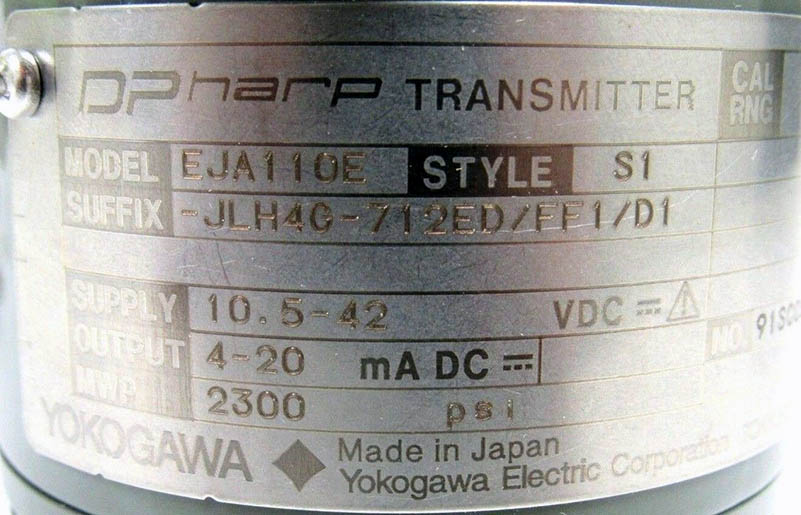 DPharp TRANSMITTER CAL RNG
MODEL EJA110E STYLE S1
SUFFIX -JLH4G-712ED/FF1/D1
SUPPLY 10.5-42 VDC ⎓ ⚠
OUTPUT 4-20 mA DC ⎓
NO.
MWP 2300 psi
YOKOGAWA ◆ Made in Japan
Yokogawa Electric Corporation